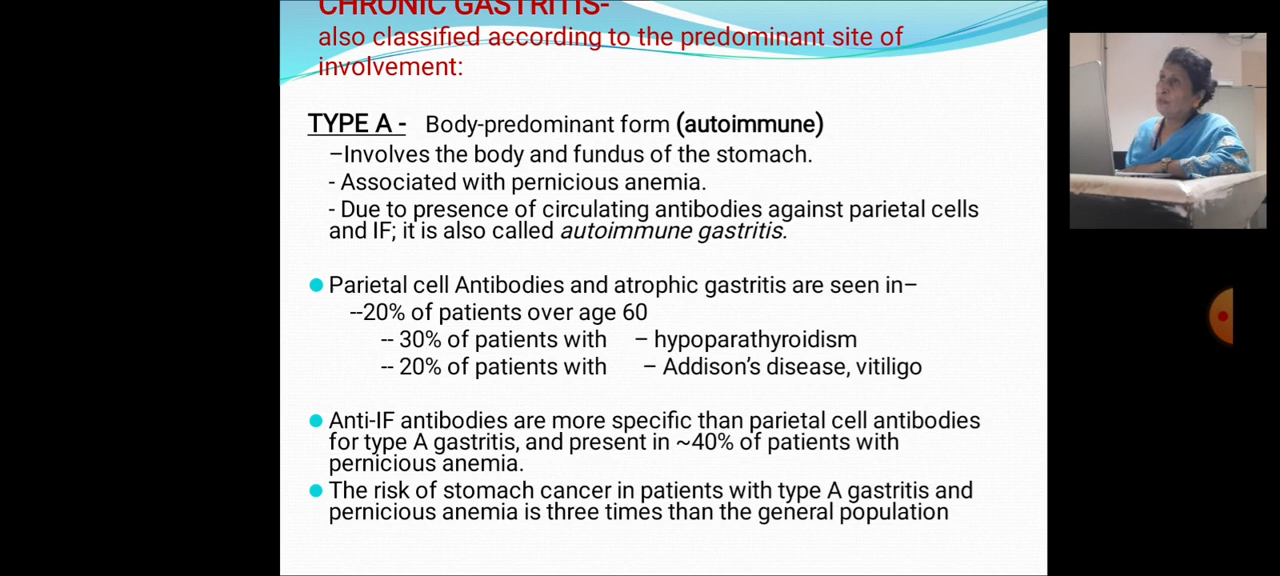 CHRONIC GASTRITIS-
also classified according to the predominant site of
involvement:
TYPE A - Body-predominant form (autoimmune)
–Involves the body and fundus of the stomach.
- Associated with pernicious anemia.
- Due to presence of circulating antibodies against parietal cells
and IF; it is also called autoimmune gastritis.
Parietal cell Antibodies and atrophic gastritis are seen in–
--20% of patients over age 60
-- 30% of patients with – hypoparathyroidism
-- 20% of patients with – Addison's disease, vitiligo
Anti-IF antibodies are more specific than parietal cell antibodies
for type A gastritis, and present in ~40% of patients with
pernicious anemia.
The risk of stomach cancer in patients with type A gastritis and
pernicious anemia is three times than the general population